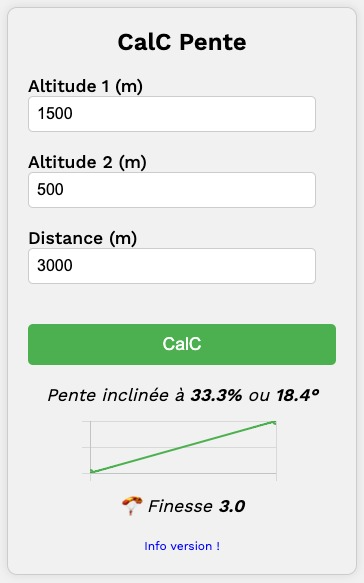 CalC Pente
Altitude 1 (m)
1500
Altitude 2 (m)
500
Distance (m)
3000
CalC
Pente inclinée à 33.3% ou 18.4°
🪂 Finesse 3.0
Info version !